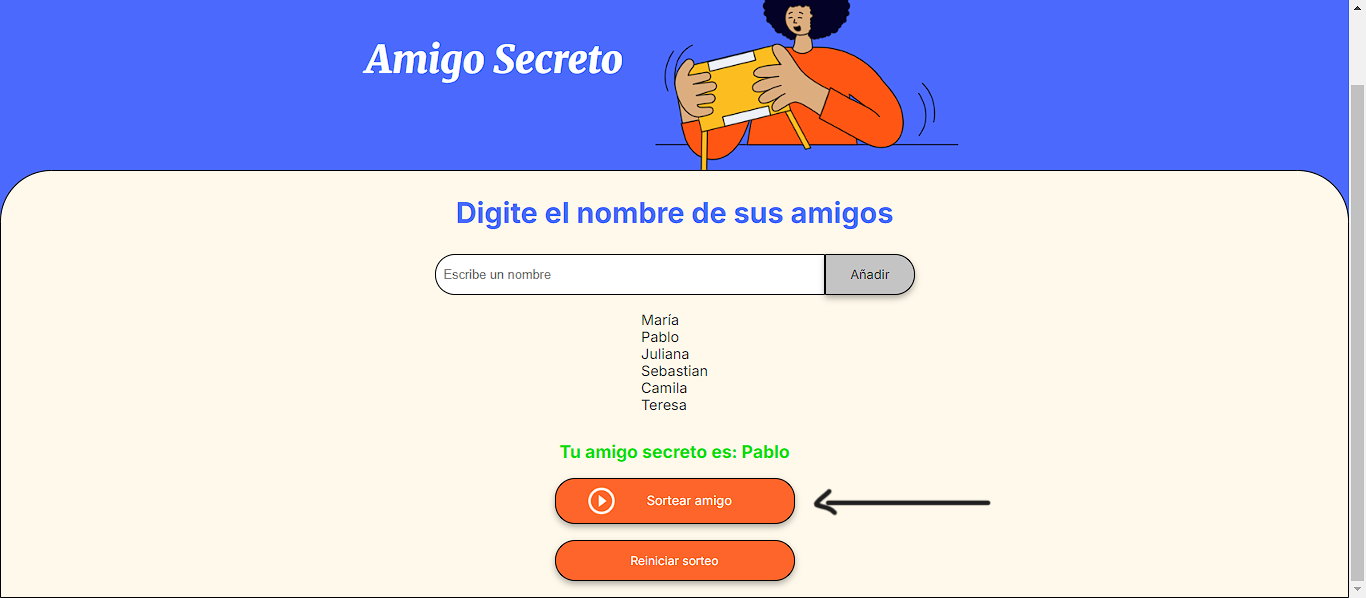 Amigo Secreto
Digite el nombre de sus amigos
Escribe un nombre
Añadir
María
Pablo
Juliana
Sebastian
Camila
Teresa
Tu amigo secreto es: Pablo
Sortear amigo
Reiniciar sorteo